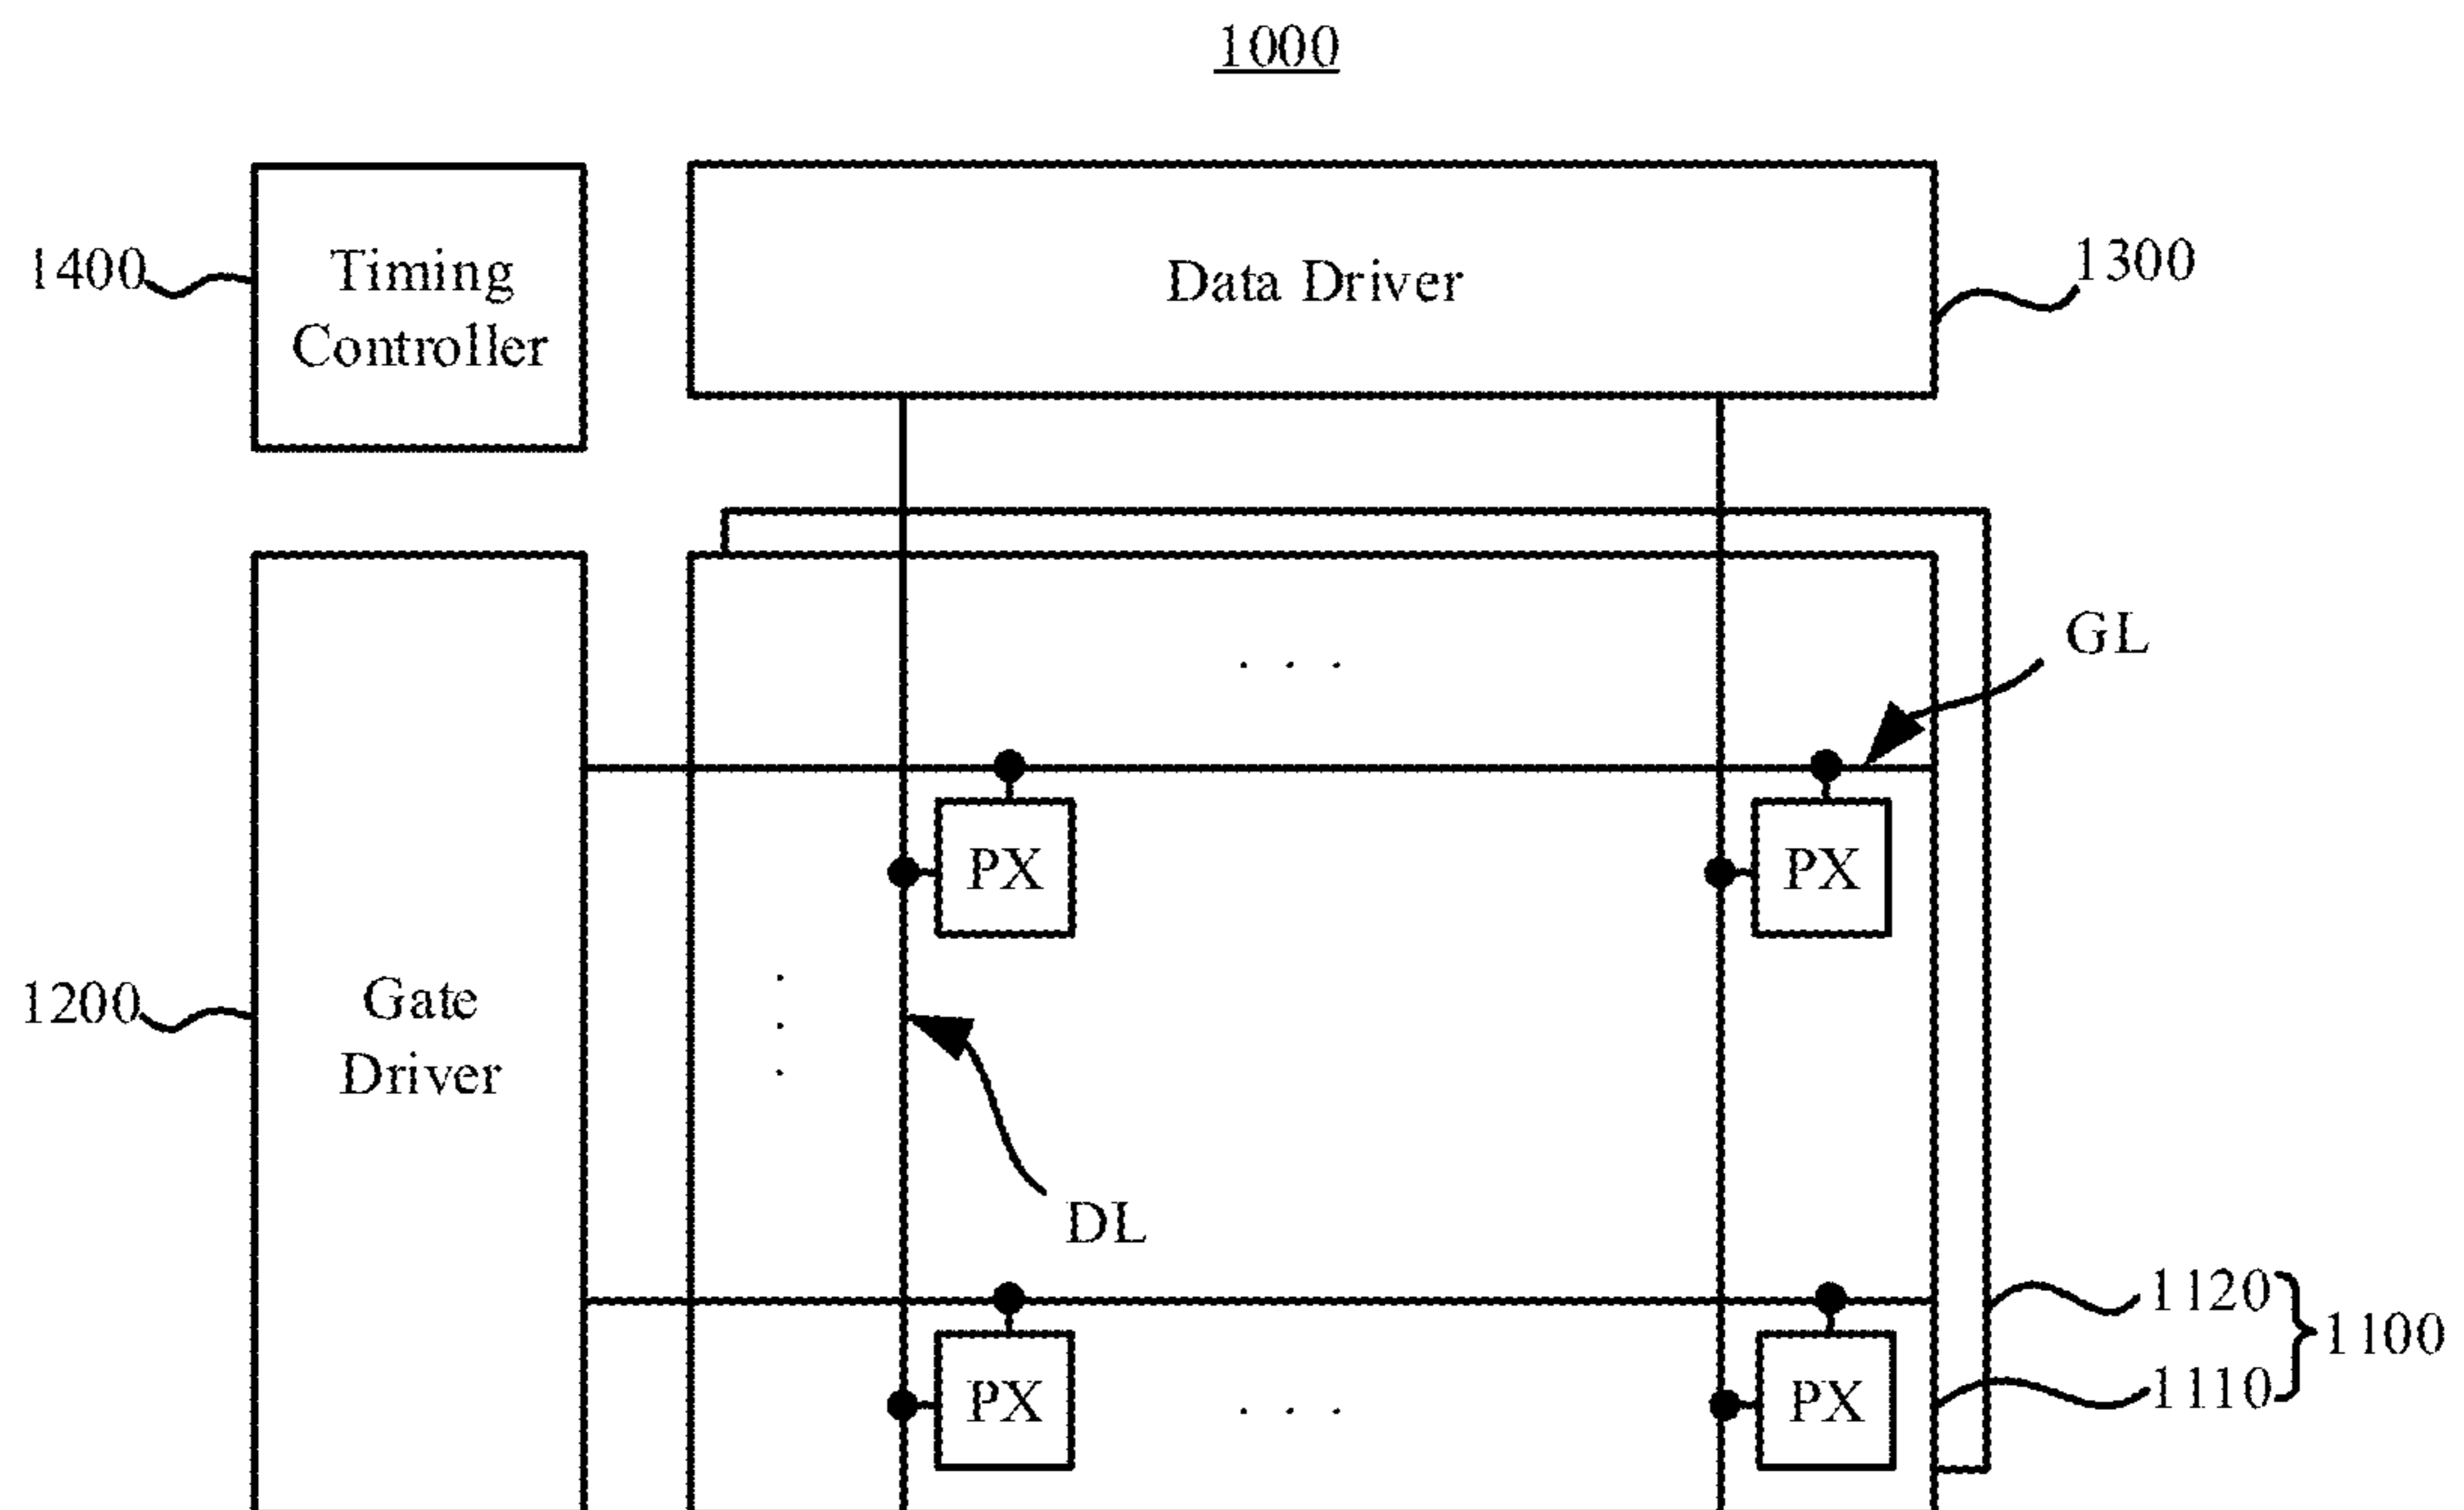 1000
1400
Timing
Controller
Data Driver
1300
. . .
GL
PX
PX
1200
Gate
Driver
DL
1120
1100
1110
PX
. . .
PX